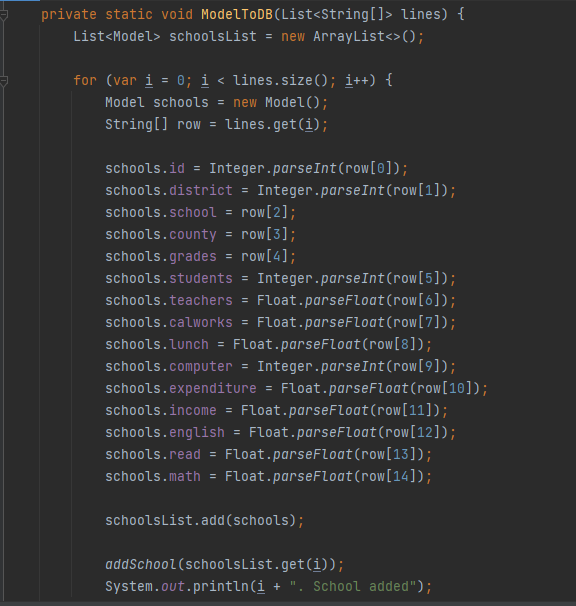 private static void ModelToDB(List<String[]> lines) {
    List<Model> schoolsList = new ArrayList<>();

    for (var i = 0; i < lines.size(); i++) {
        Model schools = new Model();
        String[] row = lines.get(i);

        schools.id = Integer.parseInt(row[0]);
        schools.district = Integer.parseInt(row[1]);
        schools.school = row[2];
        schools.county = row[3];
        schools.grades = row[4];
        schools.students = Integer.parseInt(row[5]);
        schools.teachers = Float.parseFloat(row[6]);
        schools.calworks = Float.parseFloat(row[7]);
        schools.lunch = Float.parseFloat(row[8]);
        schools.computer = Integer.parseInt(row[9]);
        schools.expenditure = Float.parseFloat(row[10]);
        schools.income = Float.parseFloat(row[11]);
        schools.english = Float.parseFloat(row[12]);
        schools.read = Float.parseFloat(row[13]);
        schools.math = Float.parseFloat(row[14]);

        schoolsList.add(schools);

        addSchool(schoolsList.get(i));
        System.out.println(i + ". School added");